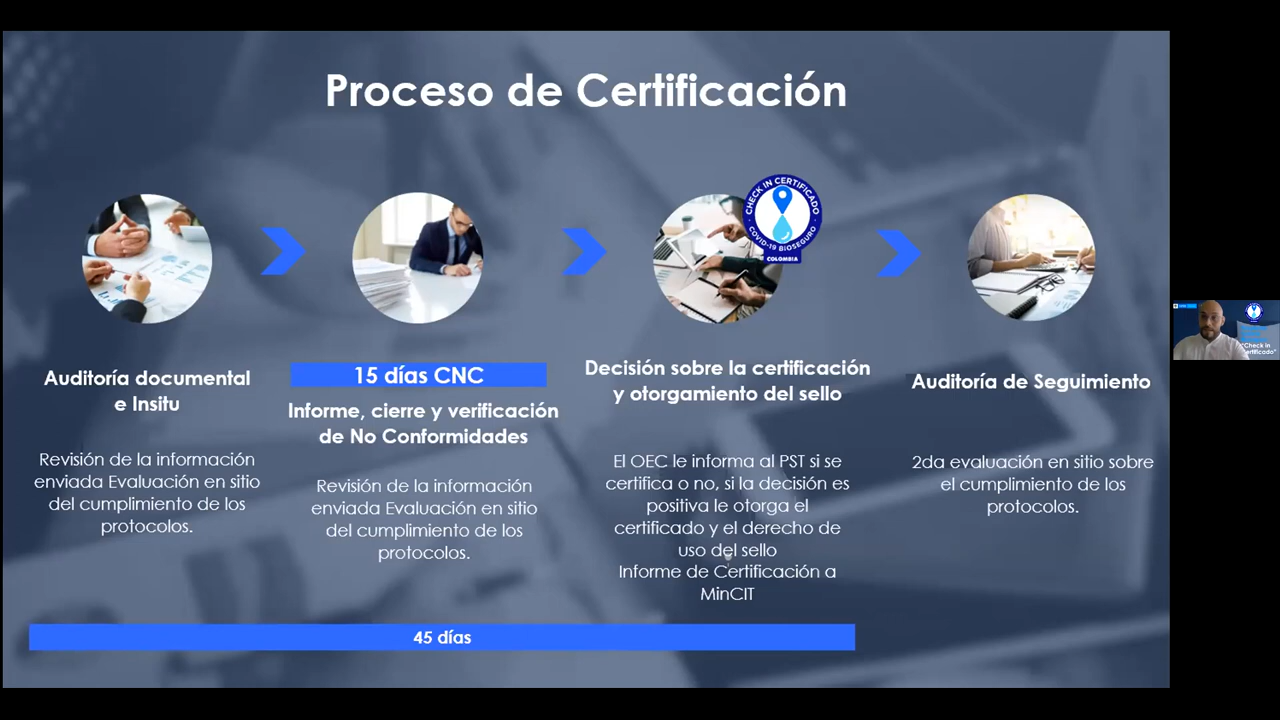 Proceso de Certificación
CHECK IN CERTIFICADO
COVID-19 BIOSEGURO
COLOMBIA
Auditoría documental
e Insitu
Revisión de la información
enviada Evaluación en sitio
del cumplimiento de los
protocolos.
15 días CNC
Informe, cierre y verificación
de No Conformidades
Revisión de la información
enviada Evaluación en sitio
del cumplimiento de los
protocolos.
Decisión sobre la certificación
y otorgamiento del sello
El OEC le informa al PST si se
certifica o no, si la decisión es
positiva le otorga el
certificado y el derecho de
uso del sello
Informe de Certificación a
MinCIT
Auditoría de Seguimiento
2da evaluación en sitio sobre
el cumplimiento de los
protocolos.
45 días
"Check in